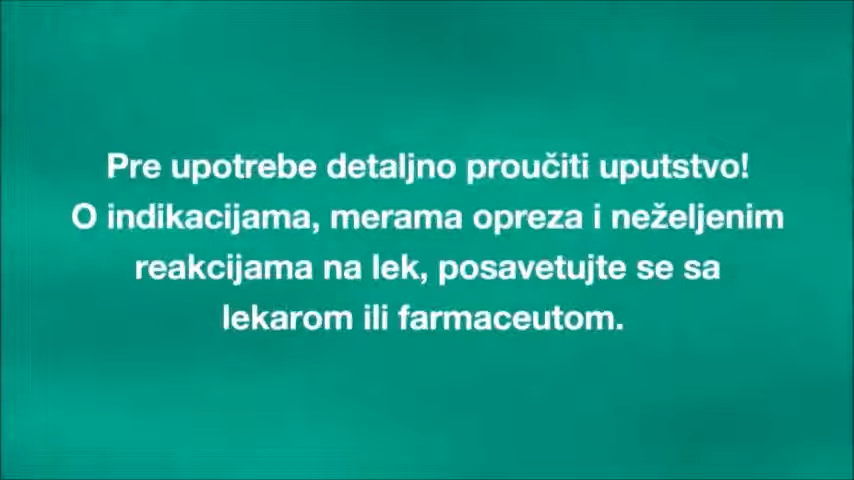 Pre upotrebe detaljno proučiti uputstvo!
O indikacijama, merama opreza i neželjenim
reakcijama na lek, posavetujte se sa
lekarom ili farmaceutom.